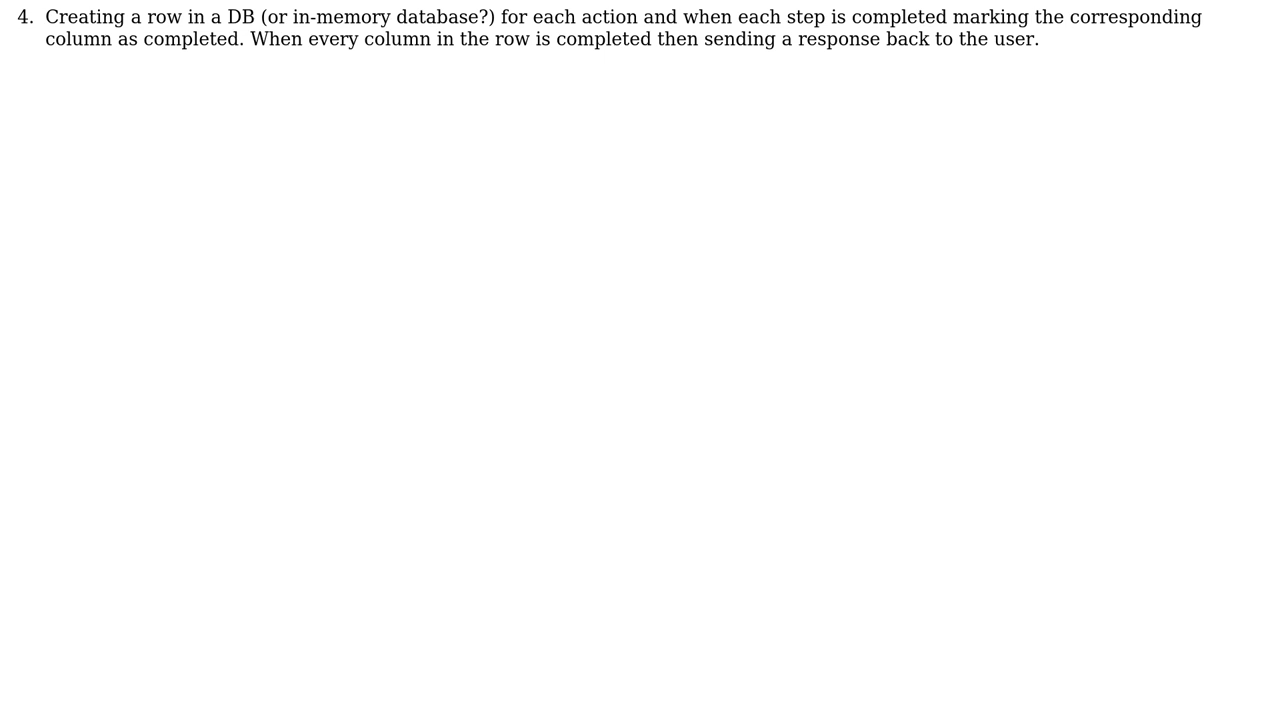 4. Creating a row in a DB (or in-memory database?) for each action and when each step is completed marking the corresponding
column as completed. When every column in the row is completed then sending a response back to the user.